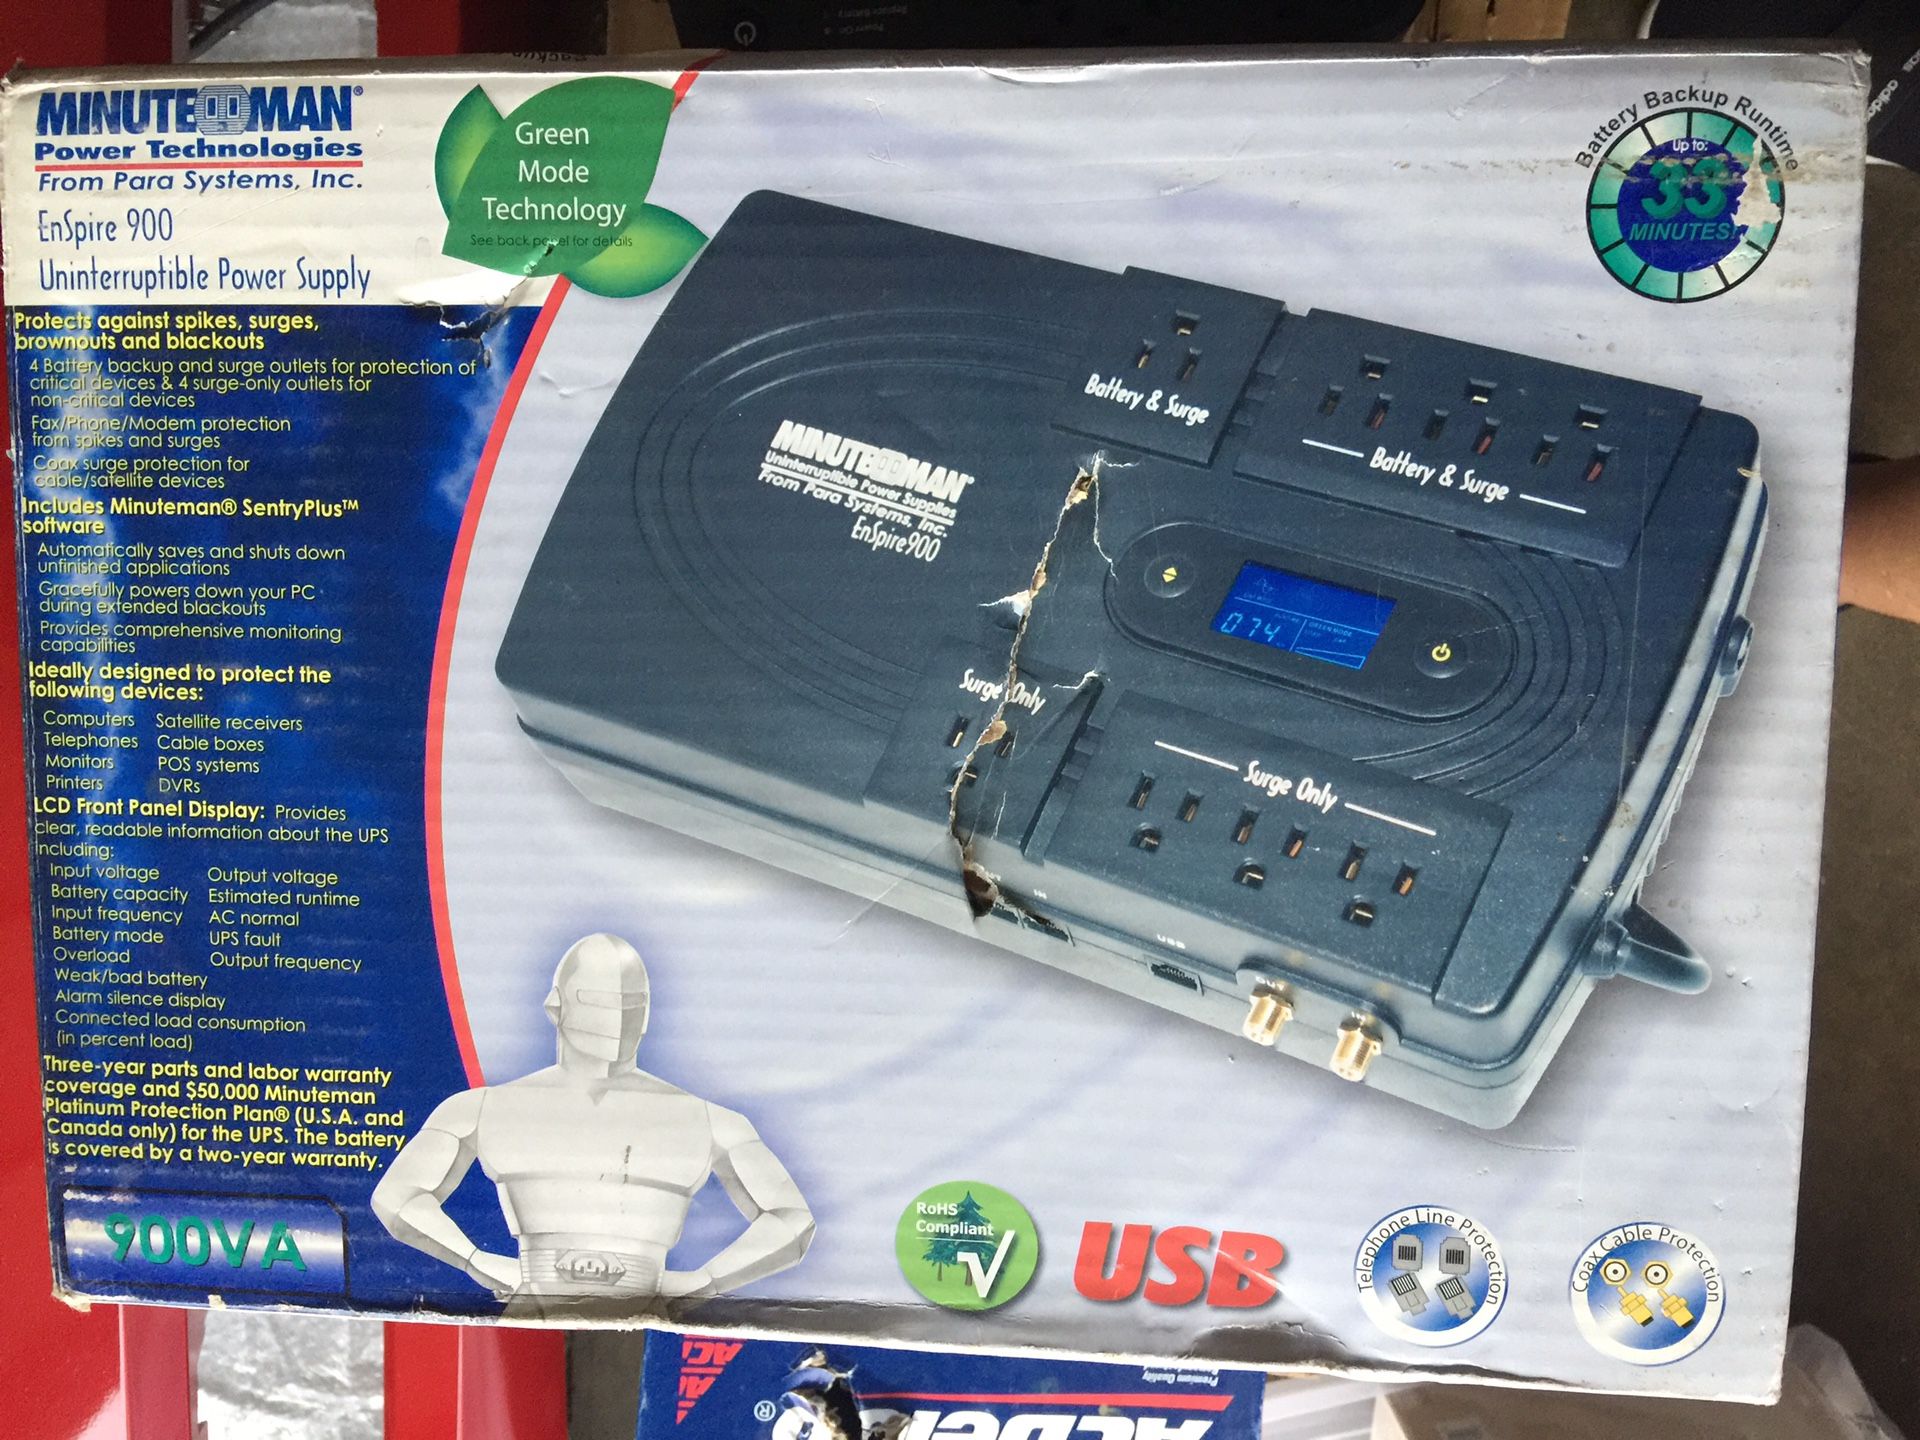 MINUTEMAN®
Power Technologies
From Para Systems, Inc.
EnSpire 900
Uninterruptible Power Supply
Green
Mode
Technology
See back panel for details
Battery Backup Runtime
Up to:
33
MINUTES!
Protects against spikes, surges,
brownouts and blackouts
4 Battery backup and surge outlets for protection of
critical devices & 4 surge-only outlets for
non-critical devices
Fax/Phone/Modem protection
from spikes and surges
Coax surge protection for
cable/satellite devices
Includes Minuteman® SentryPlus™
software
Automatically saves and shuts down
unfinished applications
Gracefully powers down your PC
during extended blackouts
Provides comprehensive monitoring
capabilities
Ideally designed to protect the
following devices:
Computers Satellite receivers
Telephones Cable boxes
Monitors POS systems
Printers DVRs
LCD Front Panel Display: Provides
clear, readable information about the UPS
including:
Input voltage Output voltage
Battery capacity Estimated runtime
Input frequency AC normal
Battery mode UPS fault
Overload Output frequency
Weak/bad battery
Alarm silence display
Connected load consumption
(in percent load)
Three-year parts and labor warranty
coverage and $50,000 Minuteman
Platinum Protection Plan® (U.S.A. and
Canada only) for the UPS. The battery
is covered by a two-year warranty.
900VA
MINUTEMAN®
Uninterruptible Power Supplies
From Para Systems, Inc.
EnSpire900
Battery & Surge
Battery & Surge
074
GREEN MODE
Surge Only
Surge Only
IN
USB
OUT
IN
RoHS
Compliant
USB
Telephone Line Protection
Coax Cable Protection
Premium Quality
®